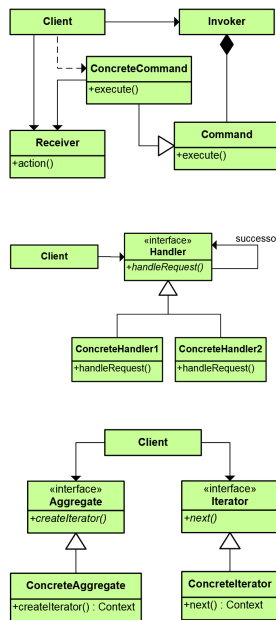 Client
Invoker
ConcreteCommand
+execute()
Command
+execute()
Receiver
+action()
«interface»
Handler
+handleRequest()
successo
Client
ConcreteHandler1
+handleRequest()
ConcreteHandler2
+handleRequest()
Client
«interface»
Aggregate
+createIterator()
«interface»
Iterator
+next()
ConcreteAggregate
+createIterator() : Context
ConcreteIterator
+next() : Context